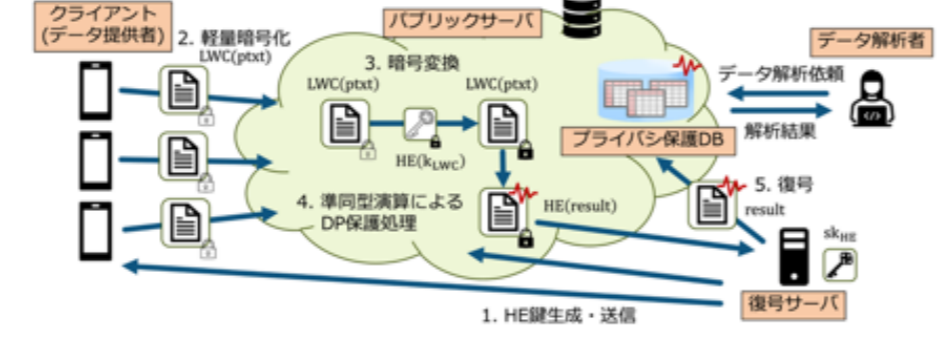 クライアント
(データ提供者)
2. 軽量暗号化
LWC(ptxt)
パブリックサーバ
3. 暗号変換
LWC(ptxt)
LWC(ptxt)
HE(k_LWC)
4. 準同型演算による
DP保護処理
HE(result)
プライバシ保護DB
データ解析者
データ解析依頼
解析結果
5. 復号
result
sk_HE
復号サーバ
1. HE鍵生成・送信